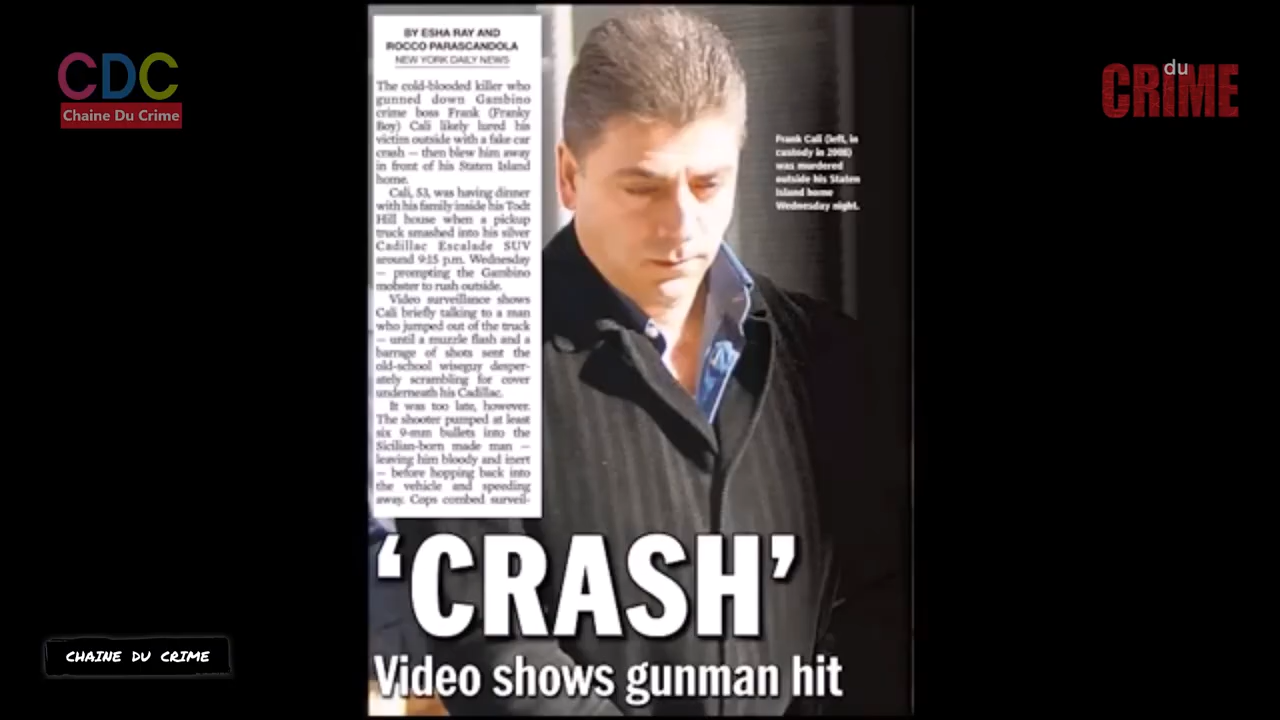 CDC
Chaine Du Crime
du
CRIME
BY ESHA RAY AND
ROCCO PARASCANDOLA
NEW YORK DAILY NEWS
The cold-blooded killer who
gunned down Gambino
crime boss Frank (Franky
Boy) Cali likely lured his
victim outside with a fake car
crash — then blew him away
in front of his Staten Island
home.
Cali, 53, was having dinner
with his family inside his Todt
Hill house when a pickup
truck smashed into his silver
Cadillac Escalade SUV
around 9:15 p.m. Wednesday
— prompting the Gambino
mobster to rush outside.
Video surveillance shows
Cali briefly talking to a man
who jumped out of the truck
— until a muzzle flash and a
barrage of shots sent the
old-school wiseguy desper-
ately scrambling for cover
underneath his Cadillac.
It was too late, however.
The shooter pumped at least
six 9-mm bullets into the
Sicilian-born made man —
leaving him bloody and inert
— before hopping back into
the vehicle and speeding
away. Cops combed surveil-
Frank Cali (left, in
custody in 2008)
was murdered
outside his Staten
Island home
Wednesday night.
‘CRASH’
Video shows gunman hit
CHAINE DU CRIME